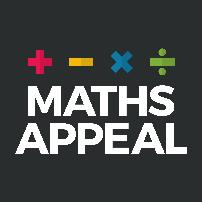 + − × ÷
MATHS
APPEAL